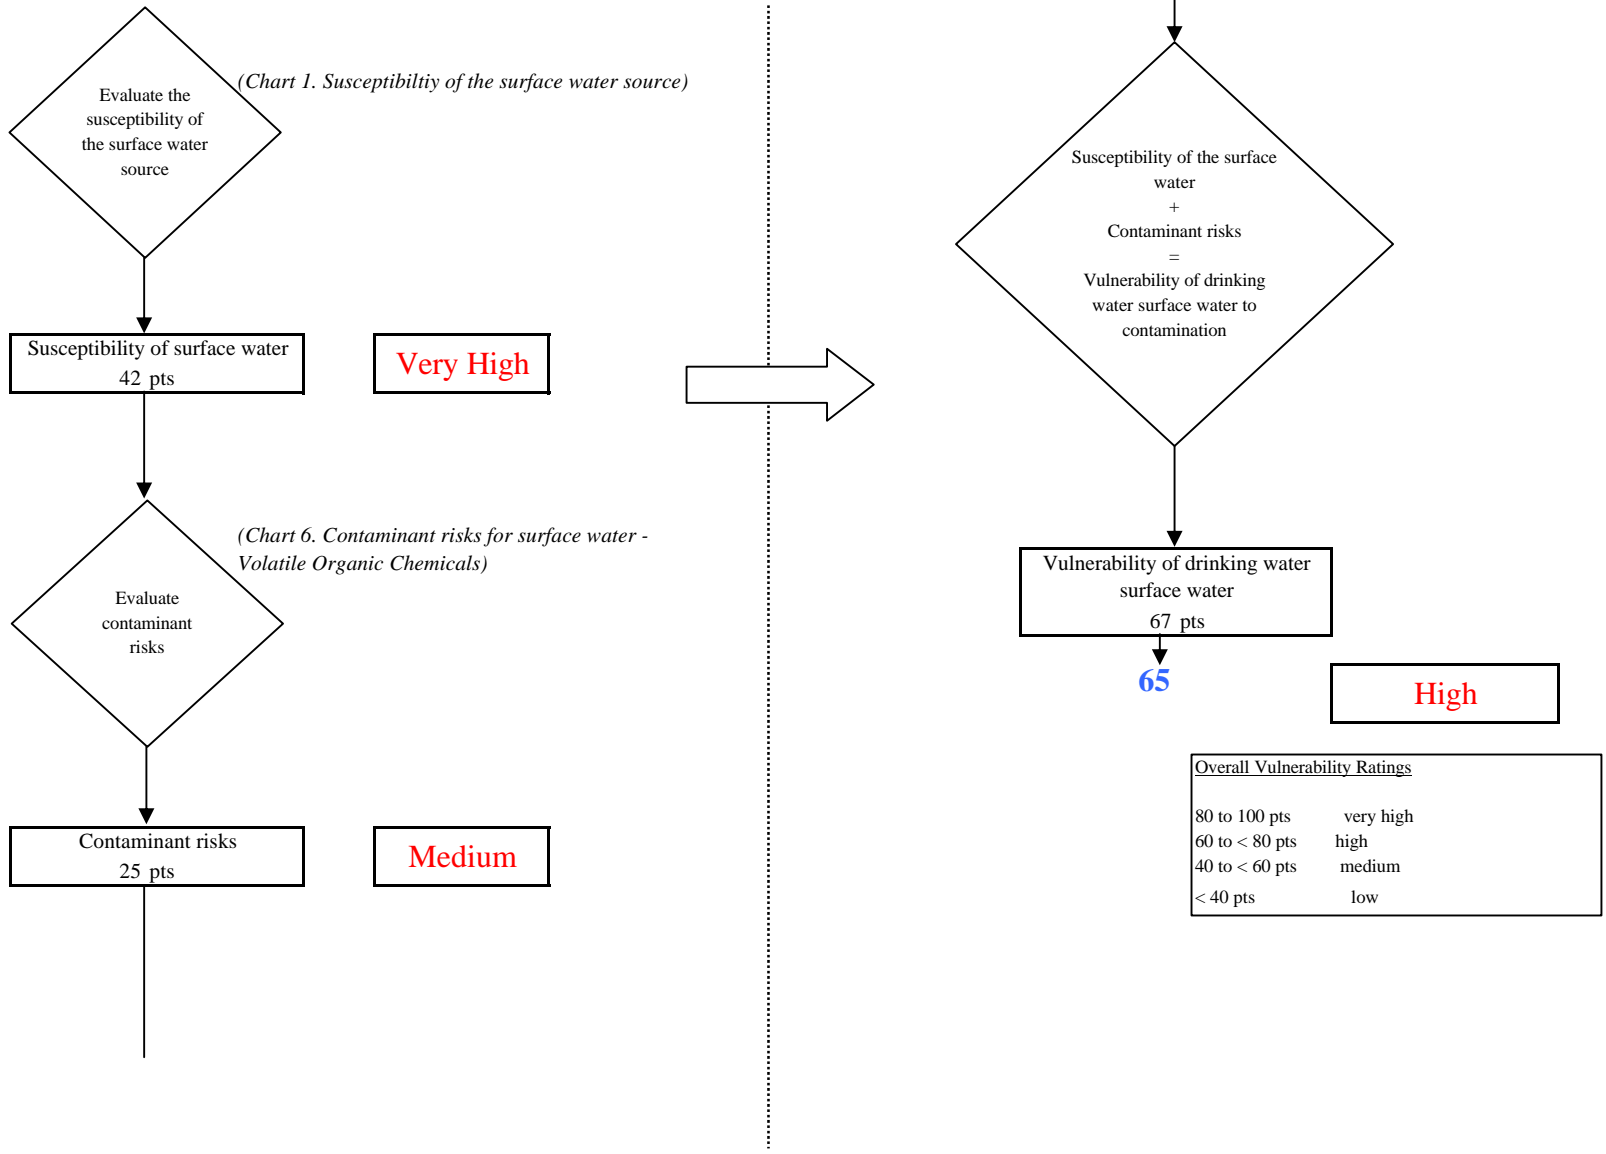 (Chart 1. Susceptibiltiy of the surface water source)
Evaluate the
susceptibility of
the surface water
source
Susceptibility of surface water
42 pts
Very High
(Chart 6. Contaminant risks for surface water -
Volatile Organic Chemicals)
Evaluate
contaminant
risks
Contaminant risks
25 pts
Medium
Susceptibility of the surface
water
+
Contaminant risks
=
Vulnerability of drinking
water surface water to
contamination
Vulnerability of drinking water
surface water
67 pts
65
High
Overall Vulnerability Ratings
80 to 100 pts very high
60 to < 80 pts high
40 to < 60 pts medium
< 40 pts low